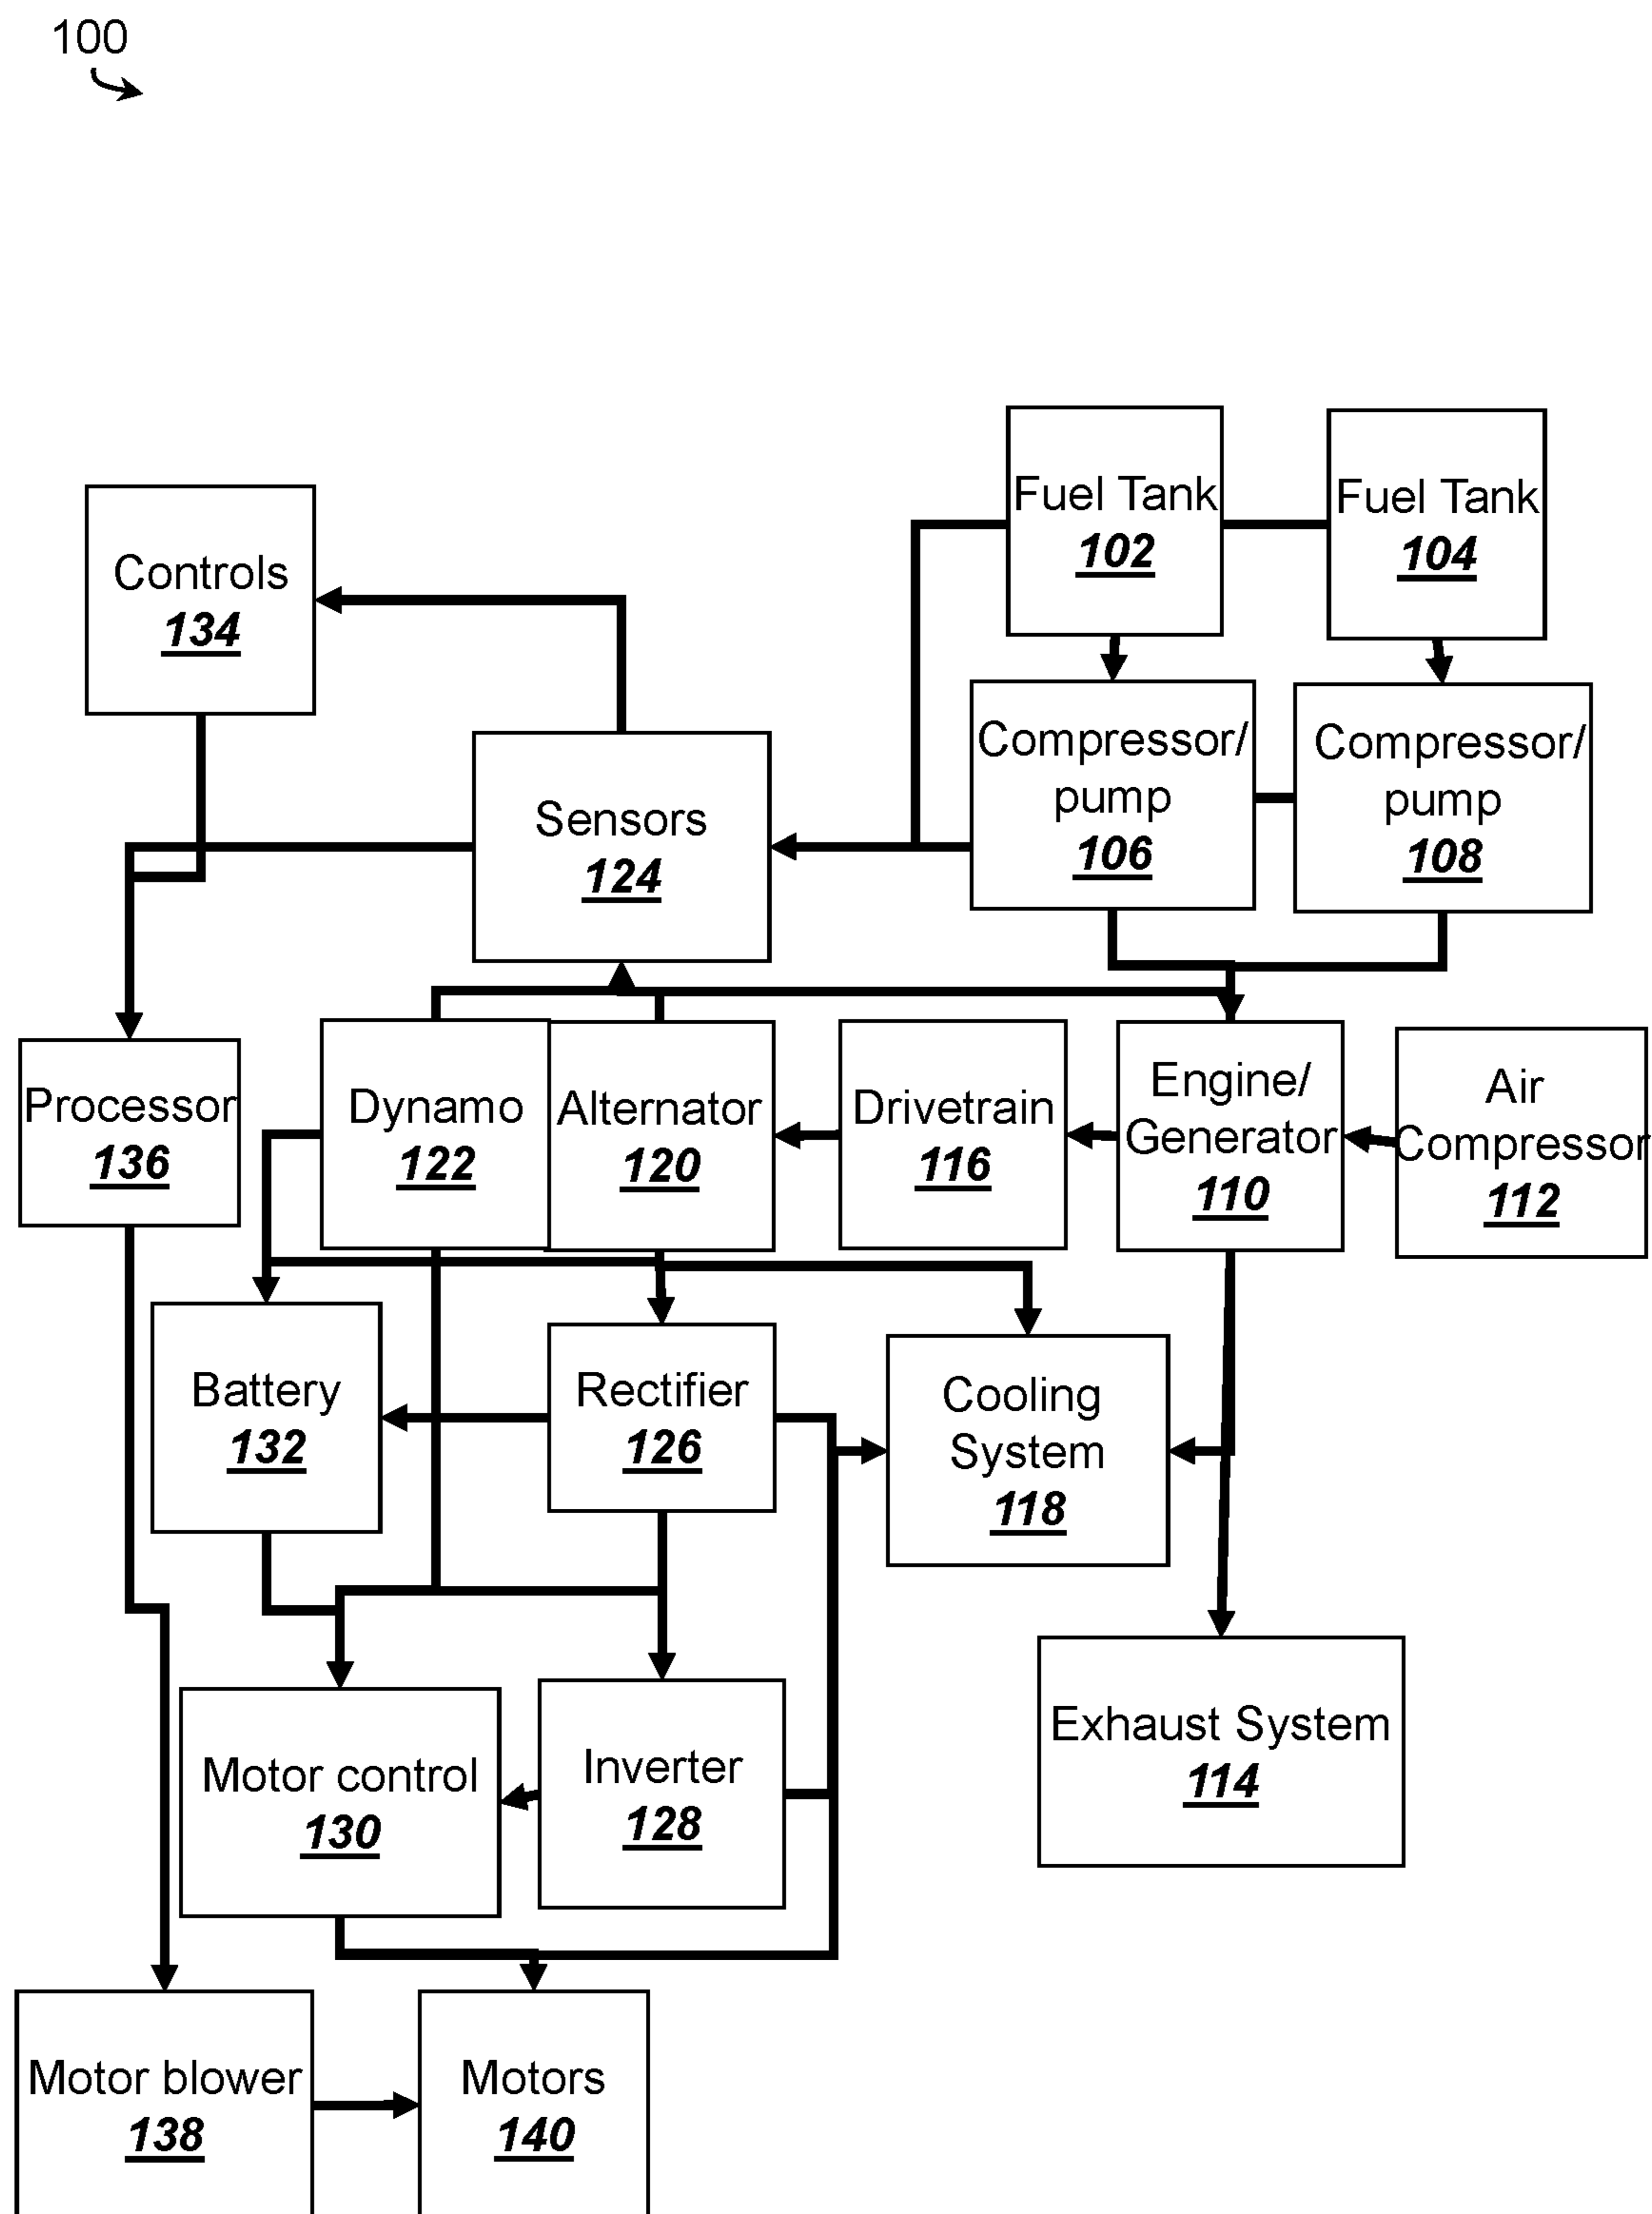 100
Fuel Tank
102
Fuel Tank
104
Controls
134
Compressor/
pump
106
Compressor/
pump
108
Sensors
124
Processor
136
Dynamo
122
Alternator
120
Drivetrain
116
Engine/
Generator
110
Air
Compressor
112
Battery
132
Rectifier
126
Cooling
System
118
Motor control
130
Inverter
128
Exhaust System
114
Motor blower
138
Motors
140